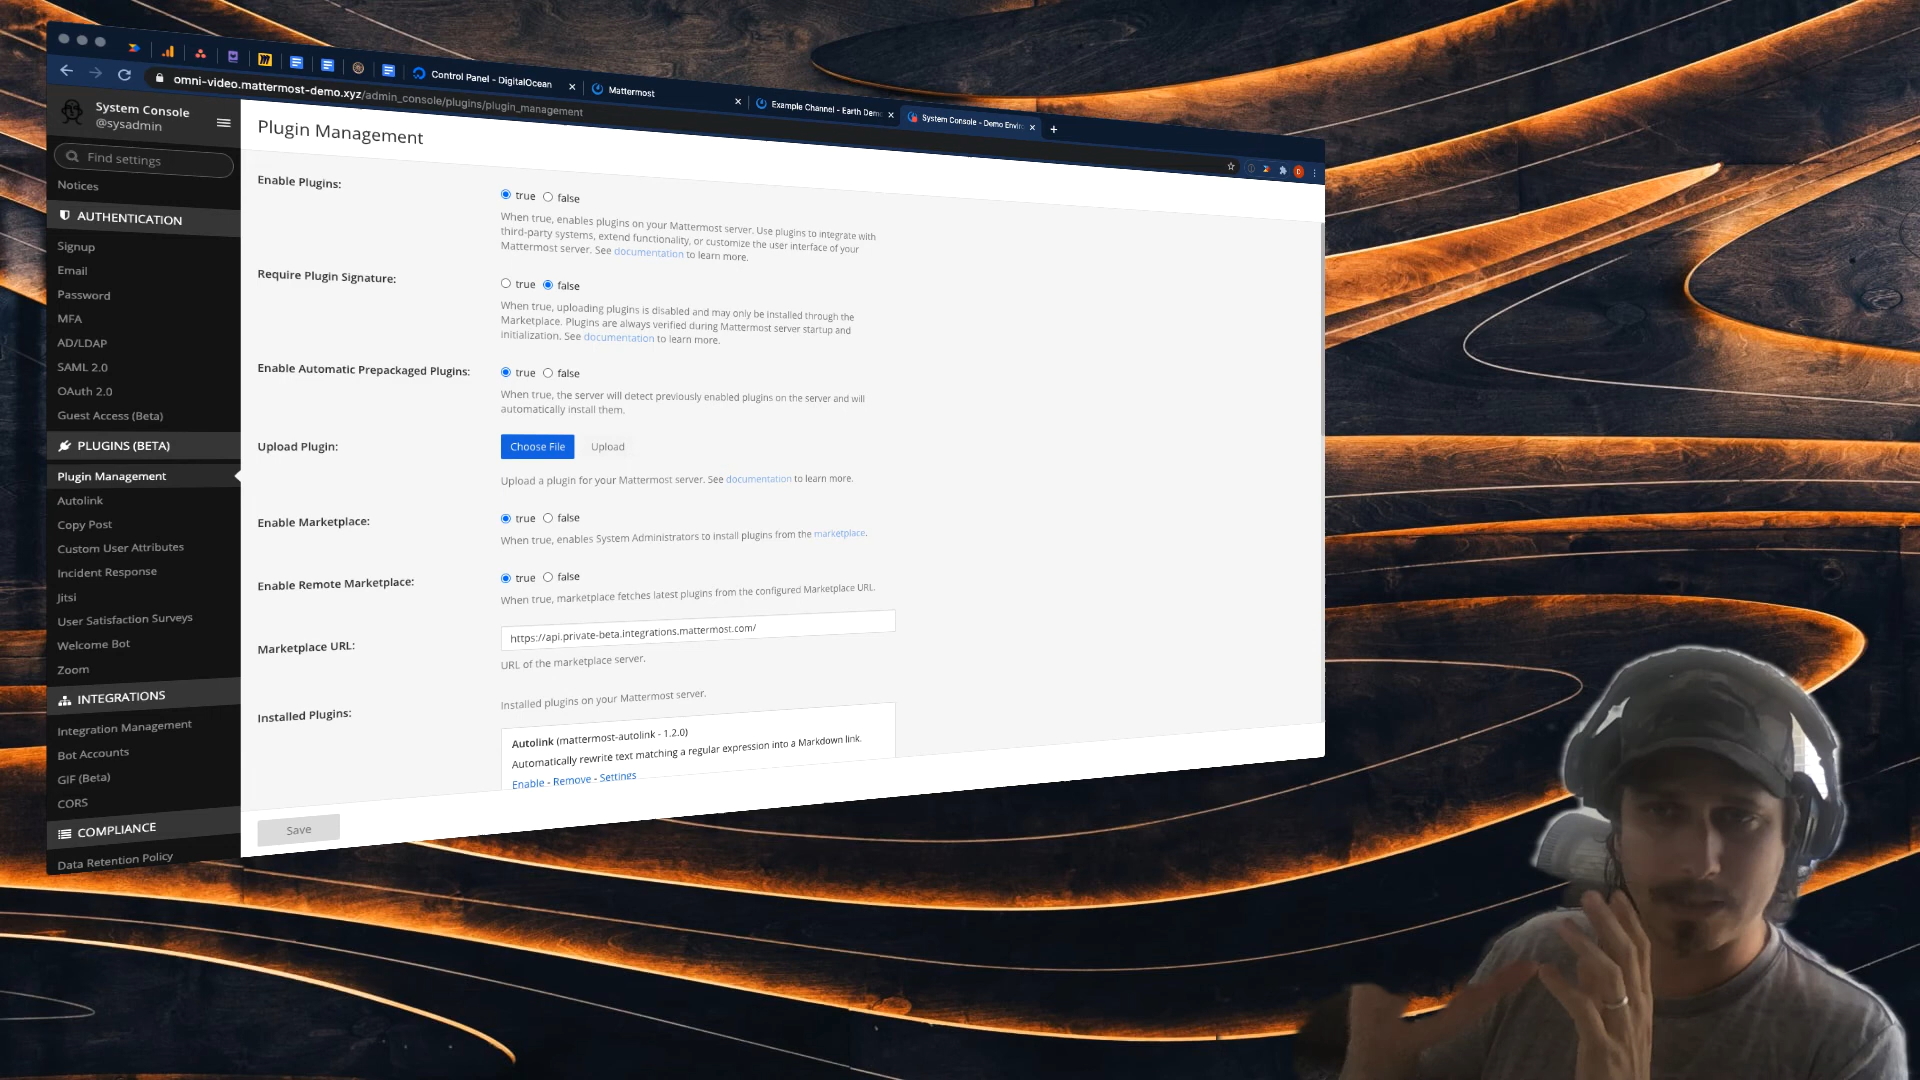 Control Panel - DigitalOcean
Mattermost
Example Channel - Earth Demo
System Console - Demo Envir
omni-video.mattermost-demo.xyz/admin_console/plugins/plugin_management
System Console
@sysadmin
Find settings
Notices
AUTHENTICATION
Signup
Email
Password
MFA
AD/LDAP
SAML 2.0
OAuth 2.0
Guest Access (Beta)
PLUGINS (BETA)
Plugin Management
Autolink
Copy Post
Custom User Attributes
Incident Response
Jitsi
User Satisfaction Surveys
Welcome Bot
Zoom
INTEGRATIONS
Integration Management
Bot Accounts
GIF (Beta)
CORS
COMPLIANCE
Data Retention Policy
Plugin Management
Enable Plugins:
true false
When true, enables plugins on your Mattermost server. Use plugins to integrate with
third-party systems, extend functionality, or customize the user interface of your
Mattermost server. See documentation to learn more.
Require Plugin Signature:
true false
When true, uploading plugins is disabled and may only be installed through the
Marketplace. Plugins are always verified during Mattermost server startup and
initialization. See documentation to learn more.
Enable Automatic Prepackaged Plugins:
true false
When true, the server will detect previously enabled plugins on the server and will
automatically install them.
Upload Plugin:
Choose File Upload
Upload a plugin for your Mattermost server. See documentation to learn more.
Enable Marketplace:
true false
When true, enables System Administrators to install plugins from the marketplace.
Enable Remote Marketplace:
true false
When true, marketplace fetches latest plugins from the configured Marketplace URL.
Marketplace URL:
https://api.private-beta.integrations.mattermost.com/
URL of the marketplace server.
Installed Plugins:
Installed plugins on your Mattermost server.
Autolink (mattermost-autolink - 1.2.0)
Automatically rewrite text matching a regular expression into a Markdown link.
Enable - Remove - Settings
Save